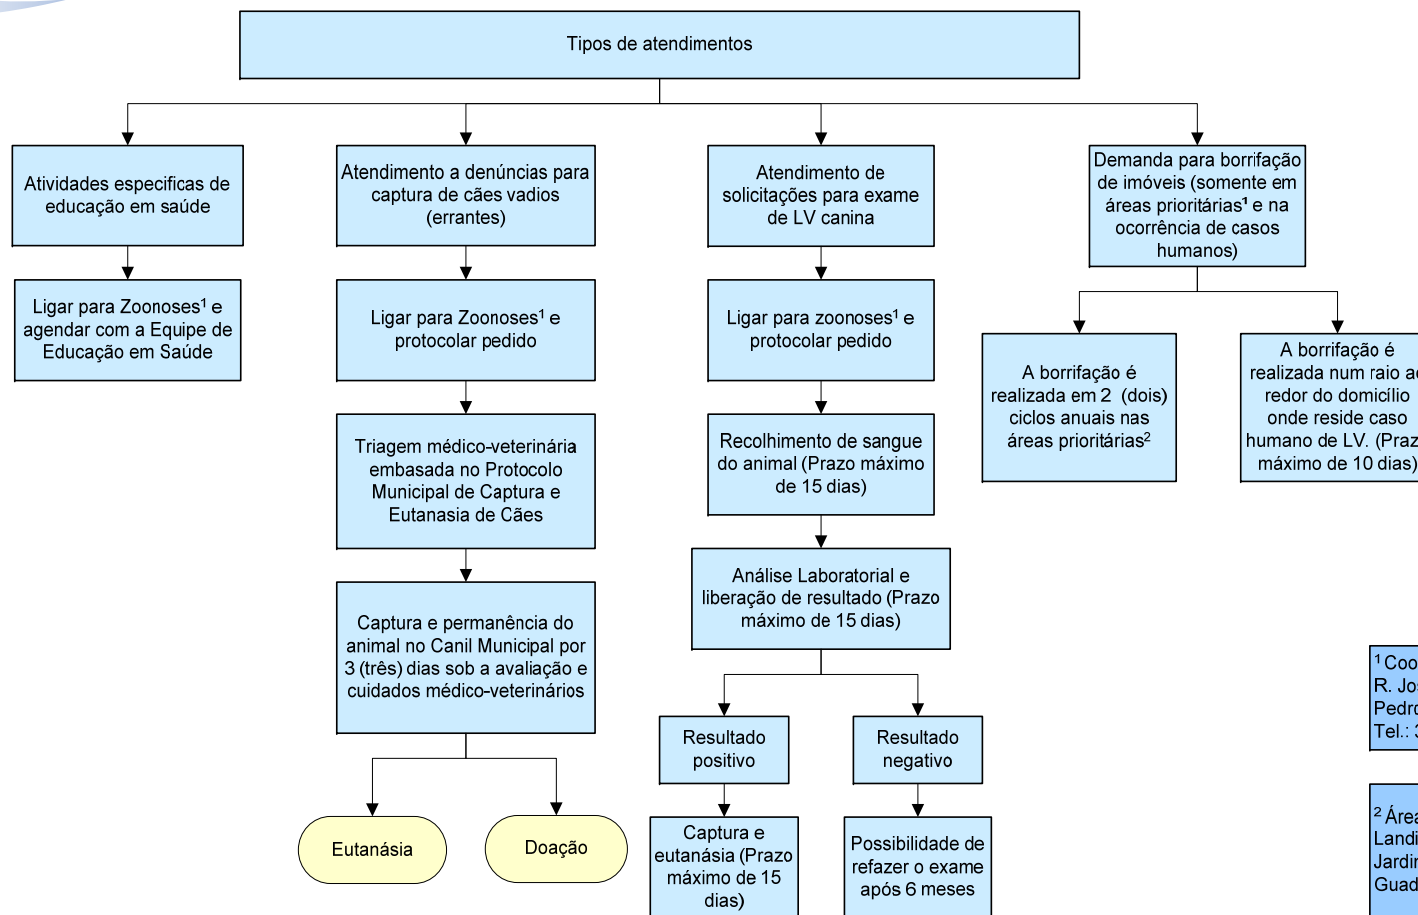 Tipos de atendimentos
Atividades especificas de
educação em saúde
Ligar para Zoonoses¹ e
agendar com a Equipe de
Educação em Saúde
Atendimento a denúncias para
captura de cães vadios
(errantes)
Ligar para Zoonoses¹ e
protocolar pedido
Triagem médico-veterinária
embasada no Protocolo
Municipal de Captura e
Eutanasia de Cães
Captura e permanência do
animal no Canil Municipal por
3 (três) dias sob a avaliação e
cuidados médico-veterinários
Eutanásia
Doação
Atendimento de
solicitações para exame
de LV canina
Ligar para zoonoses¹ e
protocolar pedido
Recolhimento de sangue
do animal (Prazo máximo
de 15 dias)
Análise Laboratorial e
liberação de resultado (Prazo
máximo de 15 dias)
Resultado
positivo
Captura e
eutanásia (Prazo
máximo de 15
dias)
Resultado
negativo
Possibilidade de
refazer o exame
após 6 meses
Demanda para borrifação
de imóveis (somente em
áreas prioritárias¹ e na
ocorrência de casos
humanos)
A borrifação é
realizada em 2 (dois)
ciclos anuais nas
áreas prioritárias²
A borrifação é
realizada num raio
redor do domicílio
onde reside caso
humano de LV.
máximo de 10 dias)
¹
R.
Tel.:
²